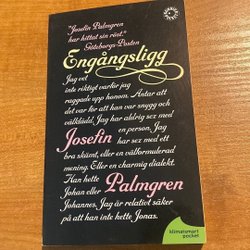 "Josefin Palmgren
har hittat sin röst."
Göteborgs-Posten
Engångsligg
Jag vet
inte riktigt varför jag
raggade upp honom. Antar att
det var för att han var snygg och
välklädd. Jag har aldrig sex med
en person, Jag
Josefin
har sex med ett
bra skämt, eller en välformulerad
mening. Eller en charmig dialekt.
Han hette
Palmgren
Johan eller
Johannes, Jag är relativt säker
på att han inte hette Jonas.
klimatsmart
pocket